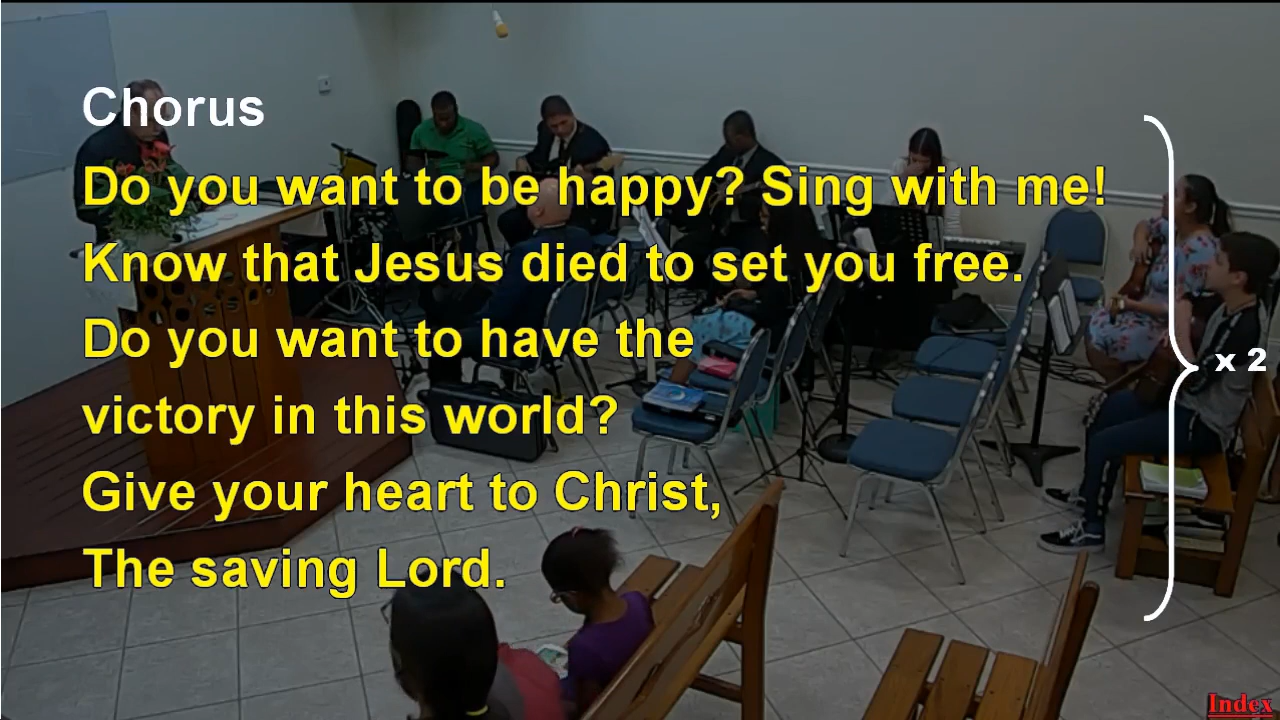 Chorus
Do you want to be happy? Sing with me!
Know that Jesus died to set you free.
Do you want to have the
victory in this world?
Give your heart to Christ,
The saving Lord.
x 2
Index